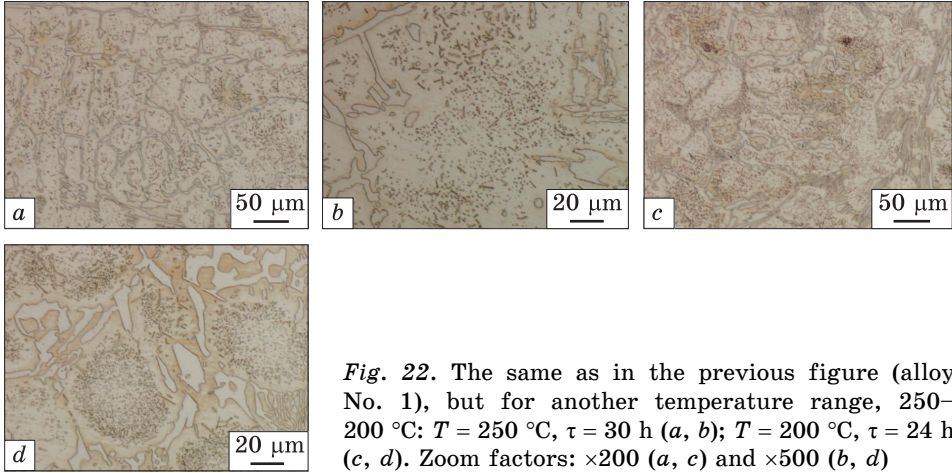 a
50 μm
b
20 μm
c
50 μm
d
20 μm
Fig. 22. The same as in the previous figure (alloy
No. 1), but for another temperature range, 250–
200 °C: T = 250 °C, τ = 30 h (a, b); T = 200 °C, τ = 24 h
(c, d). Zoom factors: ×200 (a, c) and ×500 (b, d)